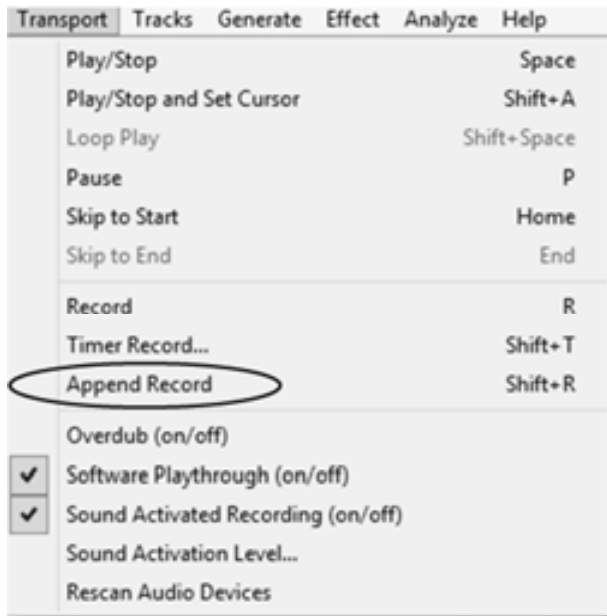 Transport Tracks Generate Effect Analyze Help
Play/Stop Space
Play/Stop and Set Cursor Shift+A
Loop Play Shift+Space
Pause P
Skip to Start Home
Skip to End End
Record R
Timer Record... Shift+T
Append Record Shift+R
Overdub (on/off)
Software Playthrough (on/off)
Sound Activated Recording (on/off)
Sound Activation Level...
Rescan Audio Devices